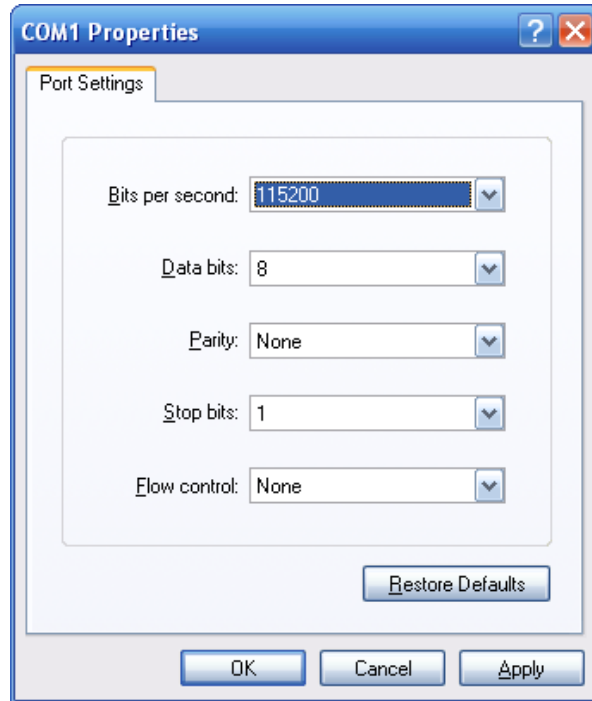 COM1 Properties
Port Settings
Bits per second: 115200
Data bits: 8
Parity: None
Stop bits: 1
Flow control: None
Restore Defaults
OK Cancel Apply